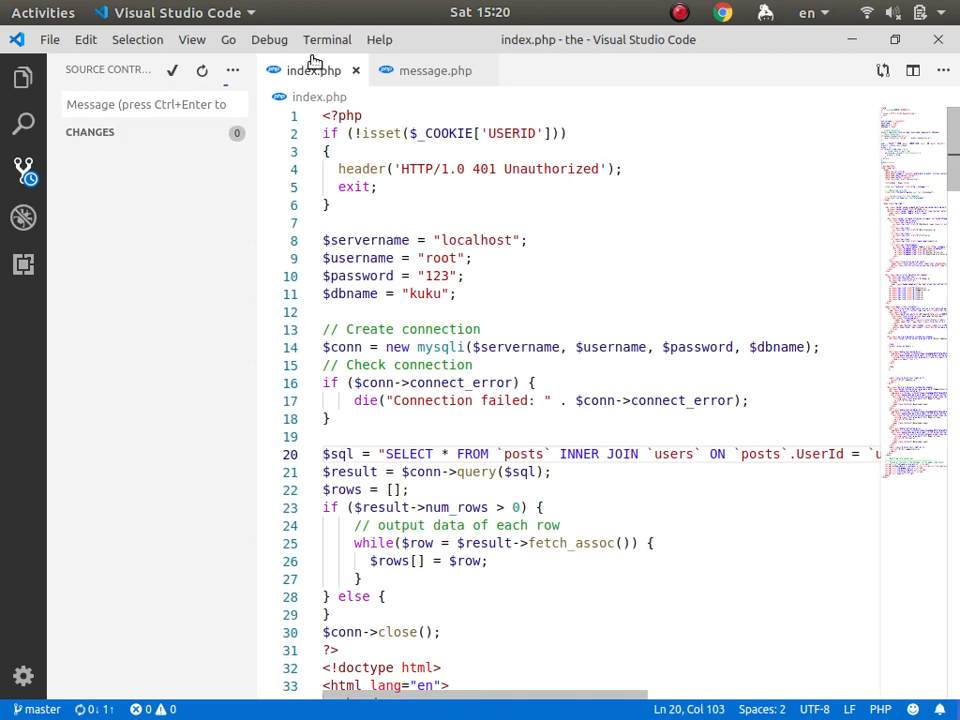 Activities Visual Studio Code Sat 15:20 en
File Edit Selection View Go Debug Terminal Help index.php - the - Visual Studio Code
SOURCE CONTR... index.php message.php
Message (press Ctrl+Enter to index.php
CHANGES 0
1 <?php
2 if (!isset($_COOKIE['USERID']))
3 {
4 header('HTTP/1.0 401 Unauthorized');
5 exit;
6 }
7
8 $servername = "localhost";
9 $username = "root";
10 $password = "123";
11 $dbname = "kuku";
12
13 // Create connection
14 $conn = new mysqli($servername, $username, $password, $dbname);
15 // Check connection
16 if ($conn->connect_error) {
17 die("Connection failed: " . $conn->connect_error);
18 }
19
20 $sql = "SELECT * FROM `posts` INNER JOIN `users` ON `posts`.UserId = `u
21 $result = $conn->query($sql);
22 $rows = [];
23 if ($result->num_rows > 0) {
24 // output data of each row
25 while($row = $result->fetch_assoc()) {
26 $rows[] = $row;
27 }
28 } else {
29 }
30 $conn->close();
31 ?>
32 <!doctype html>
33 <html lang="en">
master 0↓ 1↑ 0 0 Ln 20, Col 103 Spaces: 2 UTF-8 LF PHP